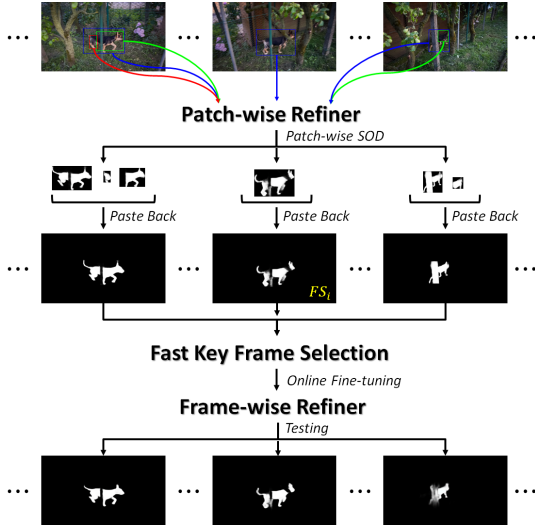 ... ... ... ...
Patch-wise Refiner
Patch-wise SOD
Paste Back Paste Back Paste Back
... ... ... ...
FSᵢ
Fast Key Frame Selection
Online Fine-tuning
Frame-wise Refiner
Testing
... ... ... ...